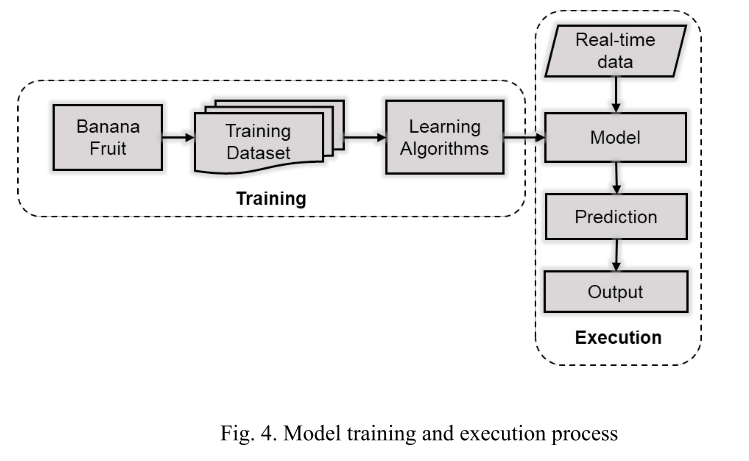 Real-time
data
Banana
Fruit
Training
Dataset
Learning
Algorithms
Model
Training
Prediction
Output
Execution
Fig. 4. Model training and execution process